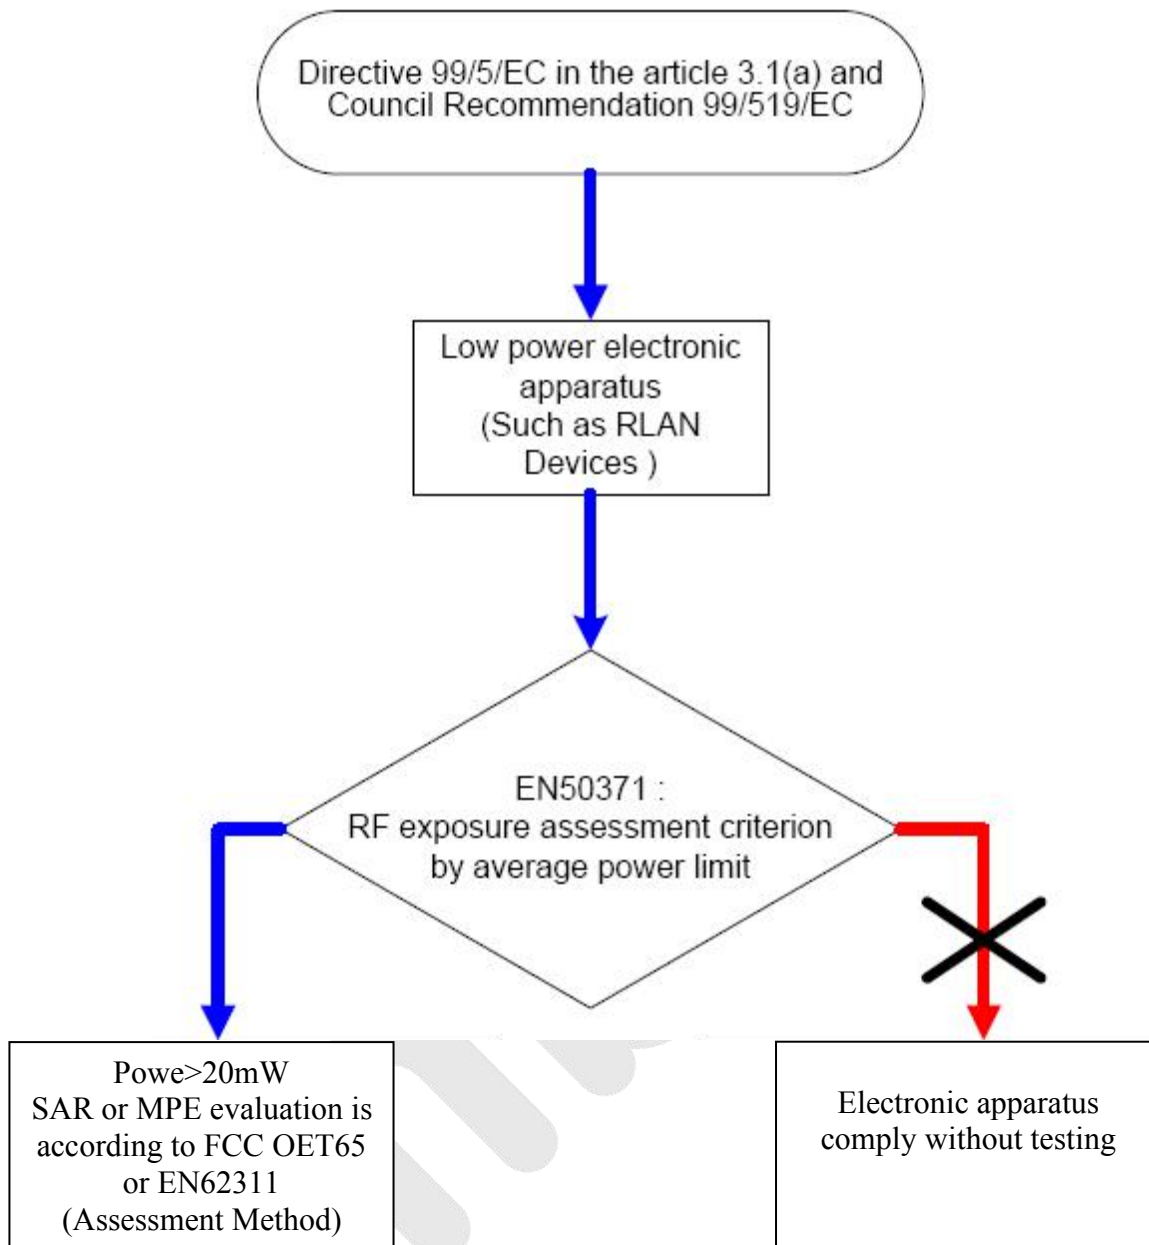 Directive 99/5/EC in the article 3.1(a) and
Council Recommendation 99/519/EC
Low power electronic
apparatus
(Such as RLAN
Devices )
EN50371 :
RF exposure assessment criterion
by average power limit
Powe>20mW
SAR or MPE evaluation is
according to FCC OET65
or EN62311
(Assessment Method)
Electronic apparatus
comply without testing